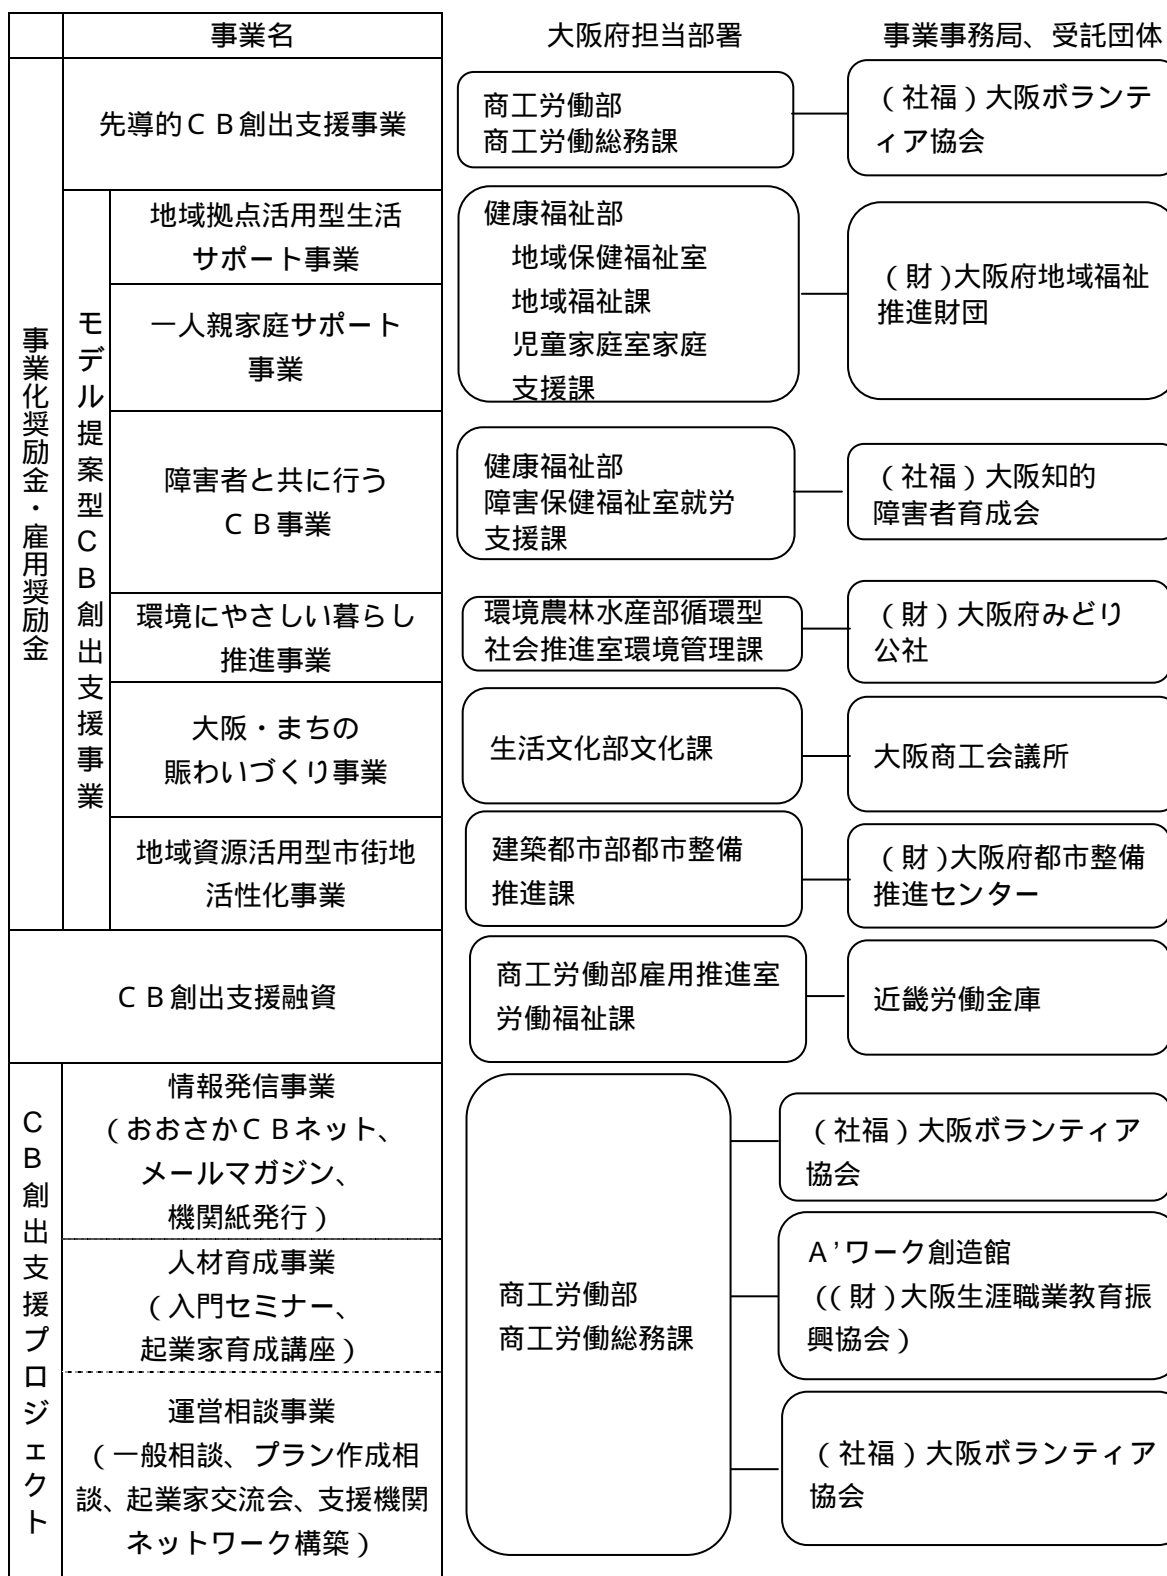 事業名
大阪府担当部署
事業事務局、受託団体
事業化奨励金・雇用奨励金
先導的ＣＢ創出支援事業
商工労働部
商工労働総務課
（社福）大阪ボランテ
ィア協会
モデル提案型ＣＢ創出支援事業
地域拠点活用型生活
サポート事業
一人親家庭サポート
事業
健康福祉部
地域保健福祉室
地域福祉課
児童家庭室家庭
支援課
（財）大阪府地域福祉
推進財団
障害者と共に行う
ＣＢ事業
健康福祉部
障害保健福祉室就労
支援課
（社福）大阪知的
障害者育成会
環境にやさしい暮らし
推進事業
環境農林水産部循環型
社会推進室環境管理課
（財）大阪府みどり
公社
大阪・まちの
賑わいづくり事業
生活文化部文化課
大阪商工会議所
地域資源活用型市街地
活性化事業
建築都市部都市整備
推進課
（財）大阪府都市整備
推進センター
ＣＢ創出支援融資
商工労働部雇用推進室
労働福祉課
近畿労働金庫
ＣＢ創出支援プロジェクト
情報発信事業
（おおさかＣＢネット、
メールマガジン、
機関紙発行）
人材育成事業
（入門セミナー、
起業家育成講座）
運営相談事業
（一般相談、プラン作成相
談、起業家交流会、支援機関
ネットワーク構築）
商工労働部
商工労働総務課
（社福）大阪ボランティア
協会
Ａ’ワーク創造館
（（財）大阪生涯職業教育振
興協会）
（社福）大阪ボランティア
協会